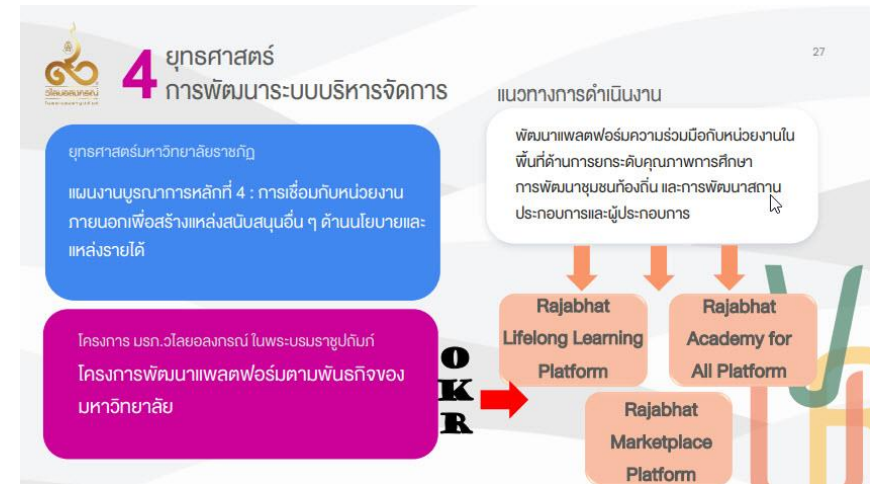 27
4
ยุทธศาสตร์
การพัฒนาระบบบริหารจัดการ
วไลยอลงกรณ์
ยุทธศาสตร์มหาวิทยาลัยราชภัฏ
แผนงานบูรณาการหลักที่ 4 : การเชื่อมกับหน่วยงาน
ภายนอกเพื่อสร้างแหล่งสนับสนุนอื่น ๆ ด้านนโยบายและ
แหล่งรายได้
โครงการ มรภ.วไลยอลงกรณ์ ในพระบรมราชูปถัมภ์
โครงการพัฒนาแพลตฟอร์มตามพันธกิจของ
มหาวิทยาลัย
O
K
R
แนวทางการดำเนินงาน
พัฒนาแพลตฟอร์มความร่วมมือกับหน่วยงานใน
พื้นที่ด้านการยกระดับคุณภาพการศึกษา
การพัฒนาชุมชนท้องถิ่น และการพัฒนาสถาน
ประกอบการและผู้ประกอบการ
Rajabhat
Lifelong Learning
Platform
Rajabhat
Academy for
All Platform
Rajabhat
Marketplace
Platform